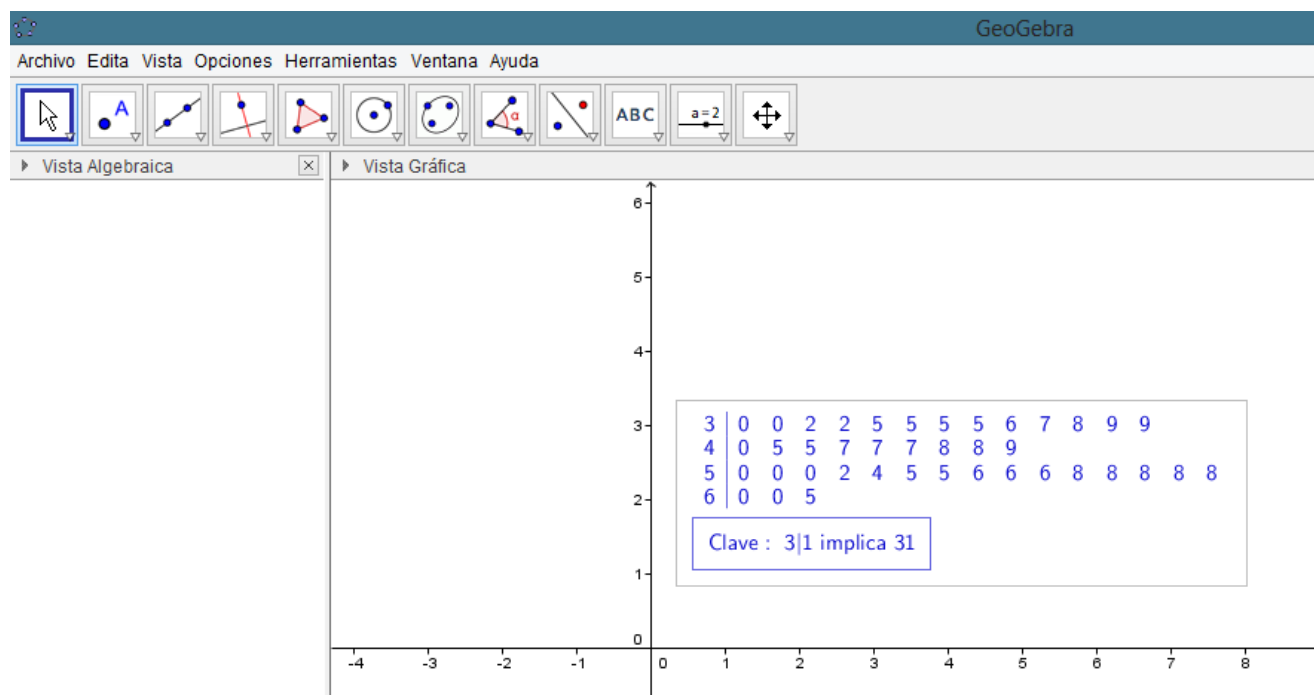 GeoGebra
Archivo Edita Vista Opciones Herramientas Ventana Ayuda
A α ABC a=2
Vista Algebraica
Vista Gráfica
6
5
4
3
2
1
0
3 0 0 2 2 5 5 5 5 6 7 8 9 9
4 0 5 5 7 7 7 8 8 9
5 0 0 0 2 4 5 5 6 6 6 8 8 8 8 8
6 0 0 5
Clave : 3|1 implica 31
-4 -3 -2 -1 0 1 2 3 4 5 6 7 8